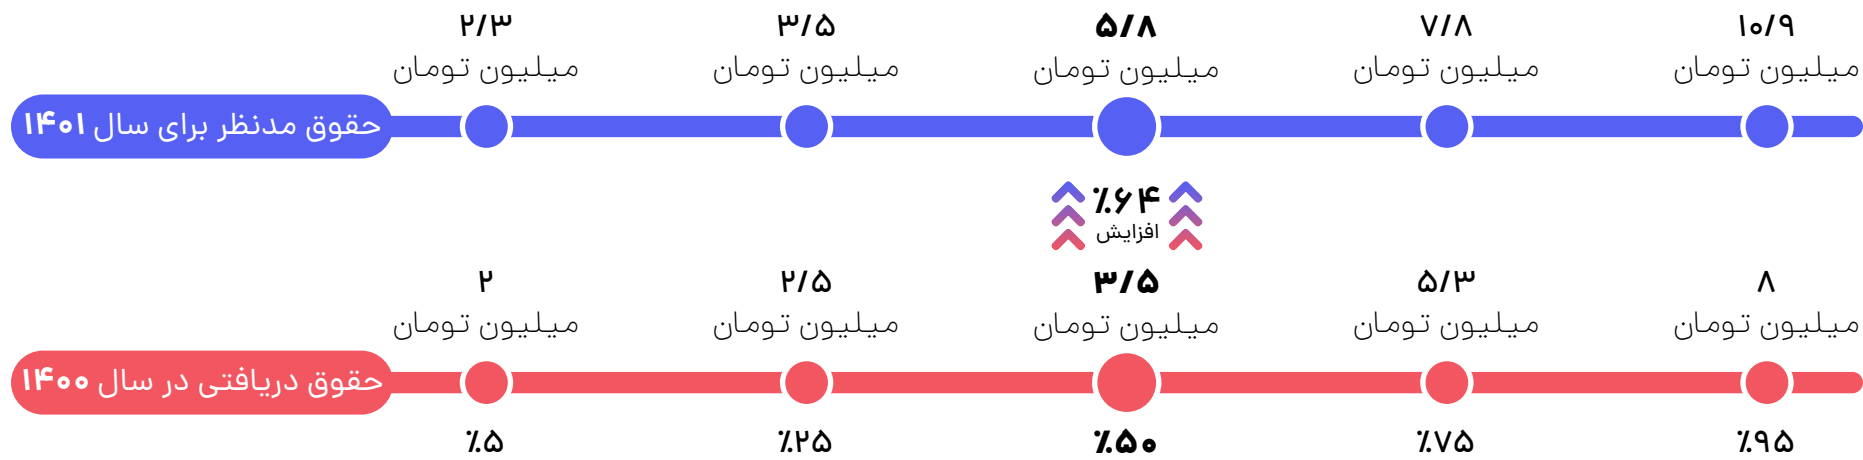 ۲/۳
میلیون تومان
۳/۵
میلیون تومان
۵/۸
میلیون تومان
۷/۸
میلیون تومان
۱۰/۹
میلیون تومان
حقوق مدنظر برای سال ۱۴۰۱
٪۶۴
افزایش
۲
میلیون تومان
۲/۵
میلیون تومان
۳/۵
میلیون تومان
۵/۳
میلیون تومان
۸
میلیون تومان
حقوق دریافتی در سال ۱۴۰۰
٪۵
٪۲۵
٪۵۰
٪۷۵
٪۹۵